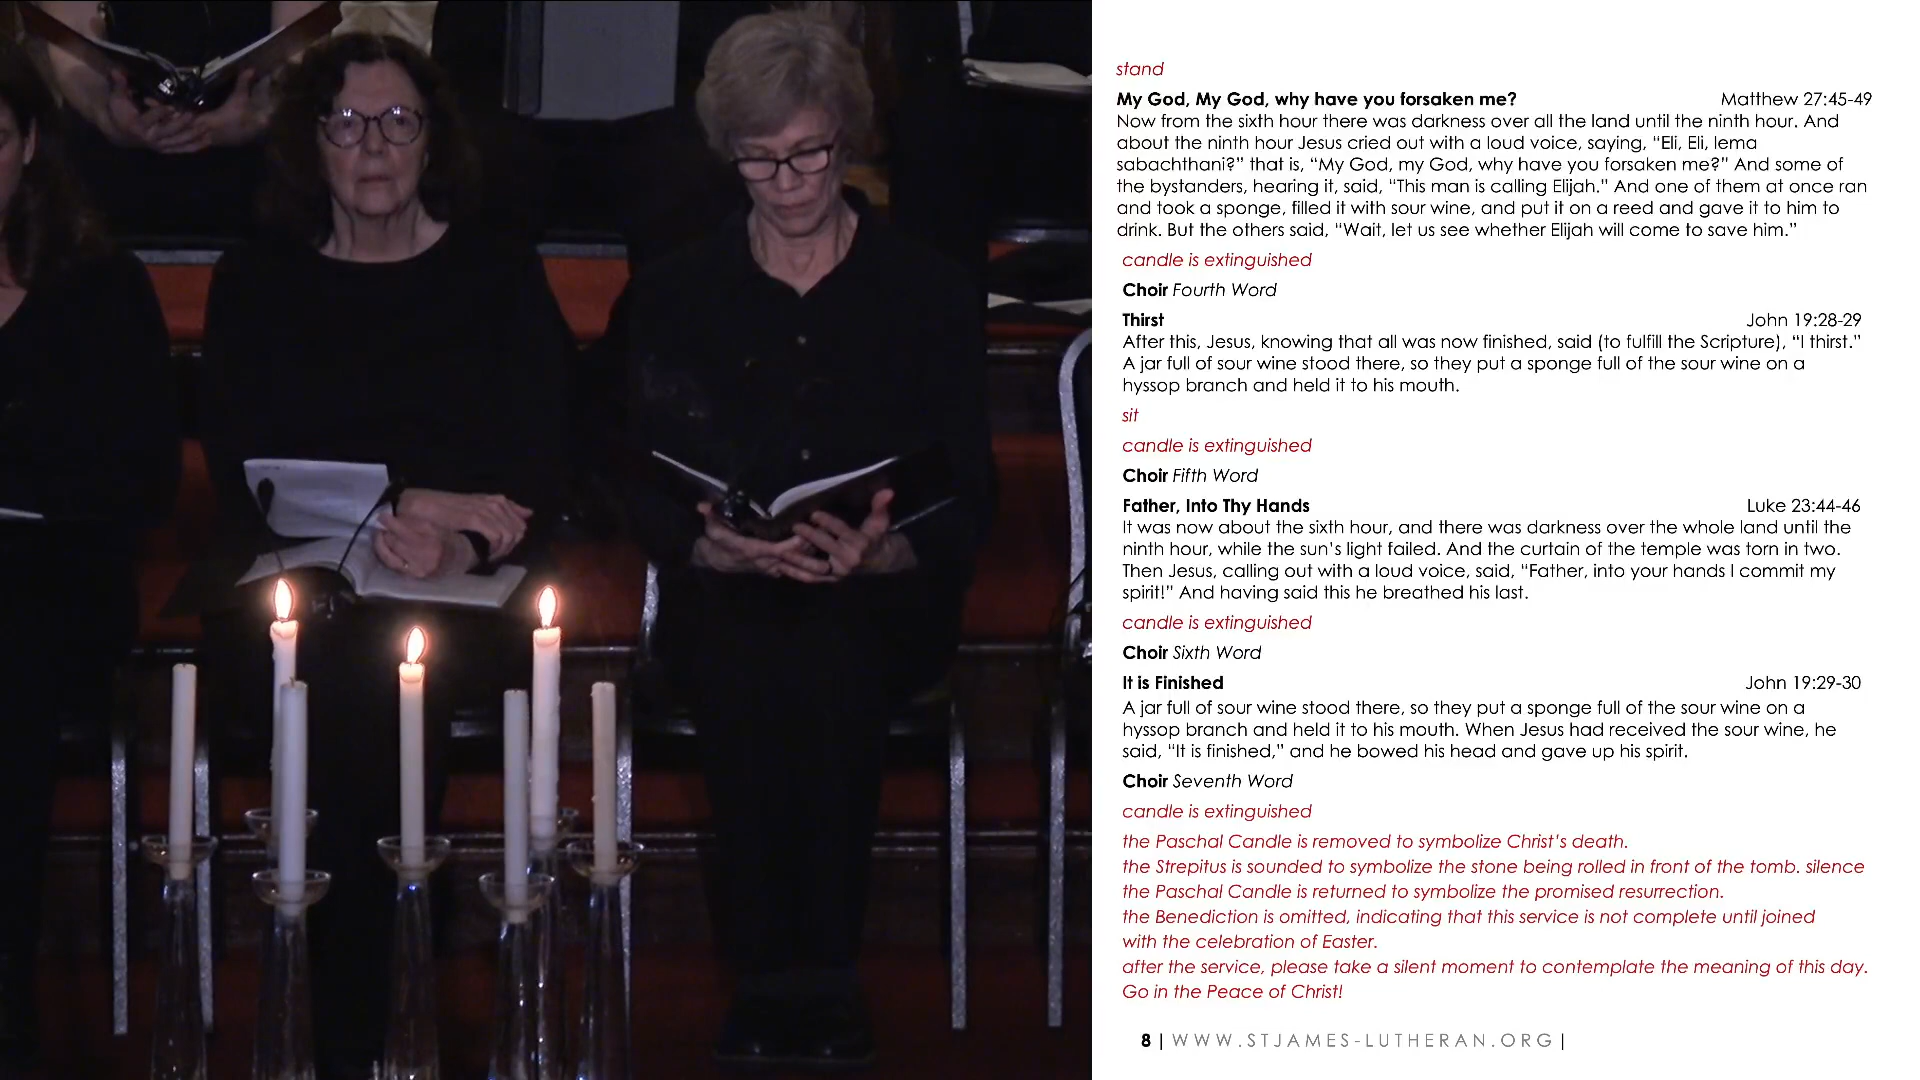 stand
My God, My God, why have you forsaken me? Matthew 27:45-49
Now from the sixth hour there was darkness over all the land until the ninth hour. And
about the ninth hour Jesus cried out with a loud voice, saying, “Eli, Eli, lema
sabachthani?” that is, “My God, my God, why have you forsaken me?” And some of
the bystanders, hearing it, said, “This man is calling Elijah.” And one of them at once ran
and took a sponge, filled it with sour wine, and put it on a reed and gave it to him to
drink. But the others said, “Wait, let us see whether Elijah will come to save him.”
candle is extinguished
Choir Fourth Word
Thirst John 19:28-29
After this, Jesus, knowing that all was now finished, said (to fulfill the Scripture), “I thirst.”
A jar full of sour wine stood there, so they put a sponge full of the sour wine on a
hyssop branch and held it to his mouth.
sit
candle is extinguished
Choir Fifth Word
Father, Into Thy Hands Luke 23:44-46
It was now about the sixth hour, and there was darkness over the whole land until the
ninth hour, while the sun’s light failed. And the curtain of the temple was torn in two.
Then Jesus, calling out with a loud voice, said, “Father, into your hands I commit my
spirit!” And having said this he breathed his last.
candle is extinguished
Choir Sixth Word
It is Finished John 19:29-30
A jar full of sour wine stood there, so they put a sponge full of the sour wine on a
hyssop branch and held it to his mouth. When Jesus had received the sour wine, he
said, “It is finished,” and he bowed his head and gave up his spirit.
Choir Seventh Word
candle is extinguished
the Paschal Candle is removed to symbolize Christ’s death.
the Strepitus is sounded to symbolize the stone being rolled in front of the tomb. silence
the Paschal Candle is returned to symbolize the promised resurrection.
the Benediction is omitted, indicating that this service is not complete until joined
with the celebration of Easter.
after the service, please take a silent moment to contemplate the meaning of this day.
Go in the Peace of Christ!
8 | WWW.STJAMES-LUTHERAN.ORG |